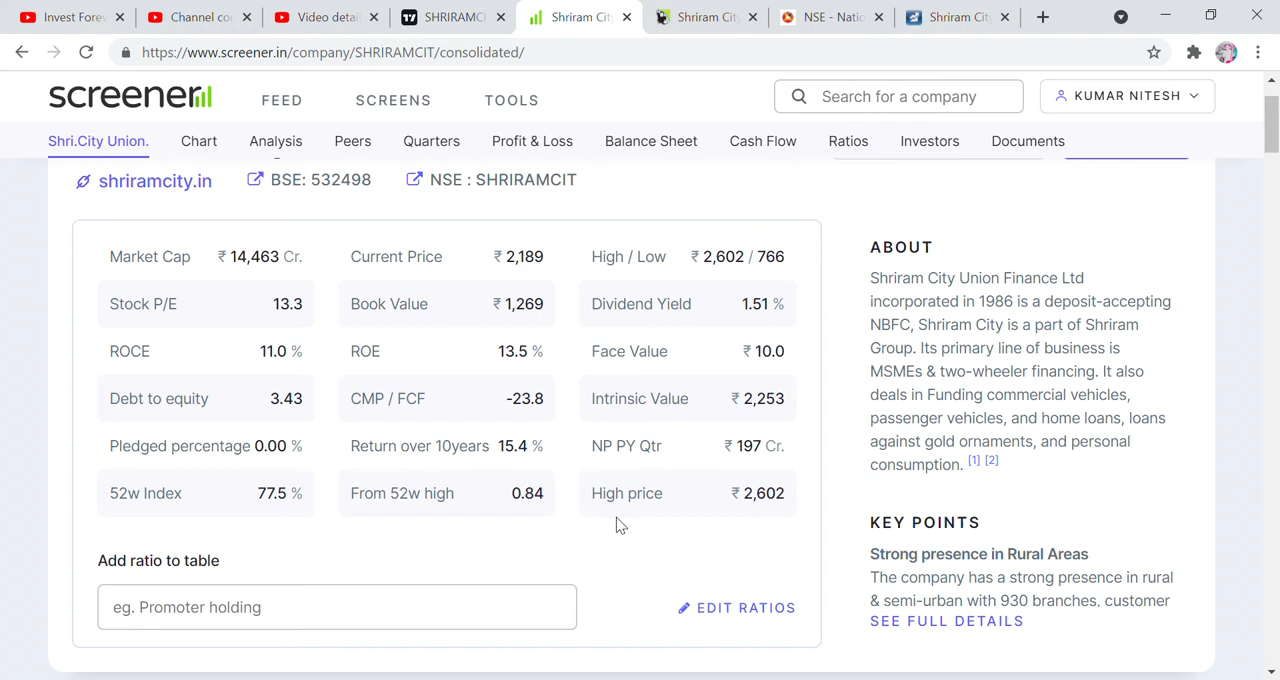 Invest Forev
Channel co
Video detai
SHRIRAMC
Shriram City
Shriram City
NSE - Natio
Shriram City
https://www.screener.in/company/SHRIRAMCIT/consolidated/
screener
FEED
SCREENS
TOOLS
Search for a company
KUMAR NITESH
Shri.City Union. Chart Analysis Peers Quarters Profit & Loss Balance Sheet Cash Flow Ratios Investors Documents
shriramcity.in BSE: 532498 NSE : SHRIRAMCIT
Market Cap ₹ 14,463 Cr. Current Price ₹ 2,189 High / Low ₹ 2,602 / 766
Stock P/E 13.3 Book Value ₹ 1,269 Dividend Yield 1.51 %
ROCE 11.0 % ROE 13.5 % Face Value ₹ 10.0
Debt to equity 3.43 CMP / FCF -23.8 Intrinsic Value ₹ 2,253
Pledged percentage 0.00 % Return over 10years 15.4 % NP PY Qtr ₹ 197 Cr.
52w Index 77.5 % From 52w high 0.84 High price ₹ 2,602
Add ratio to table
eg. Promoter holding
EDIT RATIOS
ABOUT
Shriram City Union Finance Ltd
incorporated in 1986 is a deposit-accepting
NBFC, Shriram City is a part of Shriram
Group. Its primary line of business is
MSMEs & two-wheeler financing. It also
deals in Funding commercial vehicles,
passenger vehicles, and home loans, loans
against gold ornaments, and personal
consumption. [1] [2]
KEY POINTS
Strong presence in Rural Areas
The company has a strong presence in rural
& semi-urban with 930 branches, customer
SEE FULL DETAILS